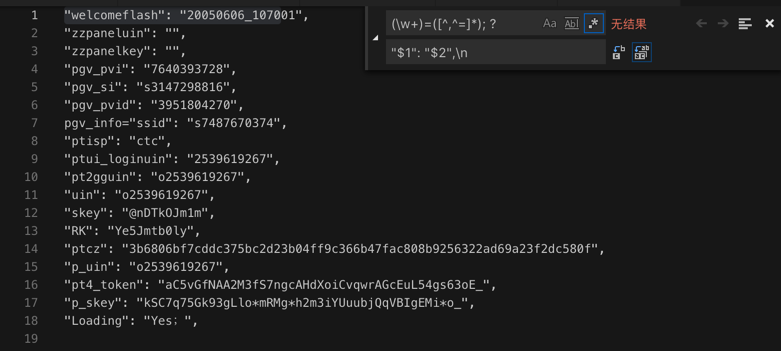 (\w+)=([^,^=]*); ?
Aa
Abl
.*
无结果
"$1": "$2",\n
1 "welcomeflash": "20050606_107001",
2 "zzpaneluin": "",
3 "zzpanelkey": "",
4 "pgv_pvi": "7640393728",
5 "pgv_si": "s3147298816",
6 "pgv_pvid": "3951804270",
7 pgv_info="ssid": "s7487670374",
8 "ptisp": "ctc",
9 "ptui_loginuin": "2539619267",
10 "pt2gguin": "o2539619267",
11 "uin": "o2539619267",
12 "skey": "@nDTkOJm1m",
13 "RK": "Ye5Jmtb0ly",
14 "ptcz": "3b6806bf7cddc375bc2d23b04ff9c366b47fac808b9256322ad69a23f2dc580f",
15 "p_uin": "o2539619267",
16 "pt4_token": "aC5vGfNAA2M3fS7ngcAHdXoiCvqwrAGcEuL54gs63oE_",
17 "p_skey": "kSC7q75Gk93gLlo*mRMg*h2m3iYUuubjQqVBIgEMi*o_",
18 "Loading": "Yes；",
19